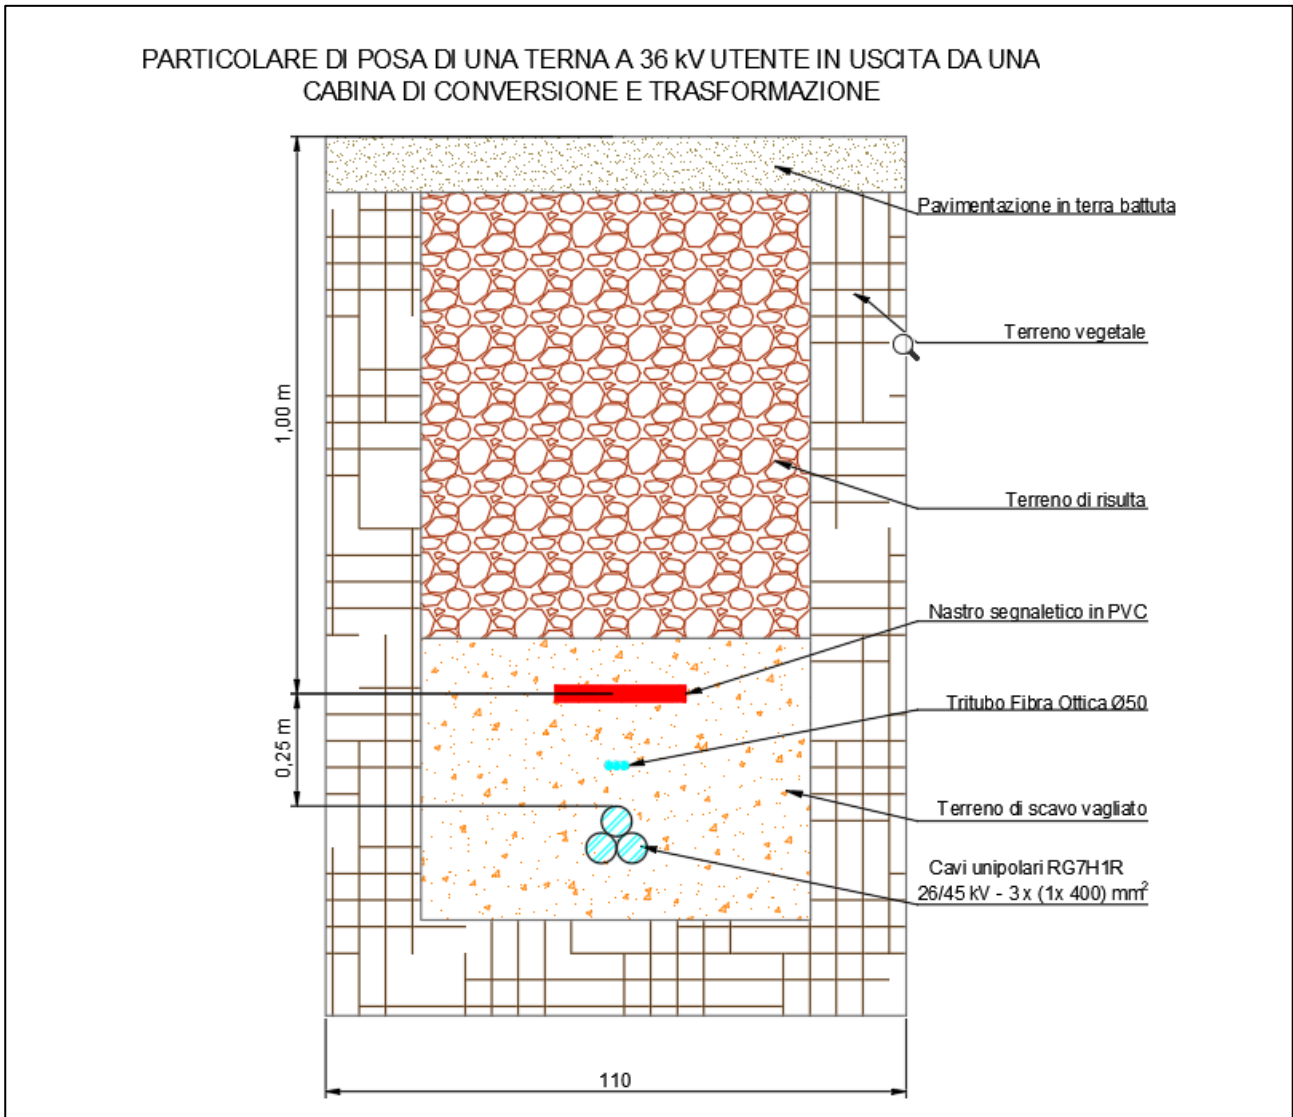 PARTICOLARE DI POSA DI UNA TERNA A 36 kV UTENTE IN USCITA DA UNA
CABINA DI CONVERSIONE E TRASFORMAZIONE
Pavimentazione in terra battuta
Terreno vegetale
1,00 m
Terreno di risulta
Nastro segnaletico in PVC
Tritubo Fibra Ottica Ø50
0,25 m
Terreno di scavo vagliato
Cavi unipolari RG7H1R
26/45 kV - 3 x (1x 400) mm²
110